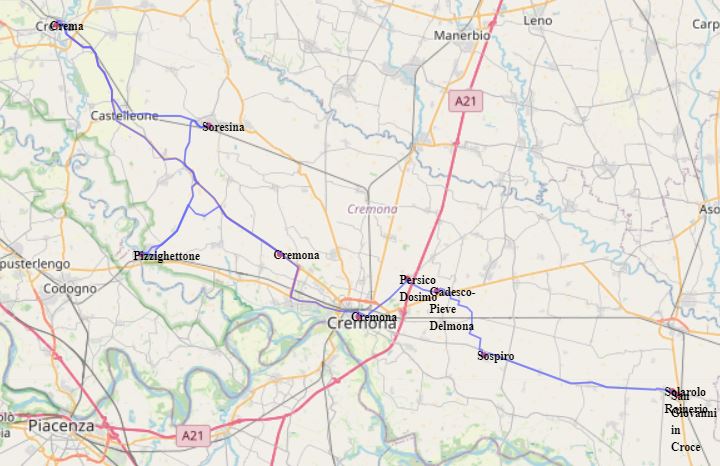 Crema
Leno
Manerbio
A21
Castelleone
Soresina
Cremona
Aso
Pizzighettone
Cremona
pusterlengo
Codogno
Persico
Dosimo
Gadesco-
Pieve
Delmona
Cremona
Cremona
Sospiro
Solarolo
Rainerio
San
Giovanni
in
Croce
Piacenza
A21